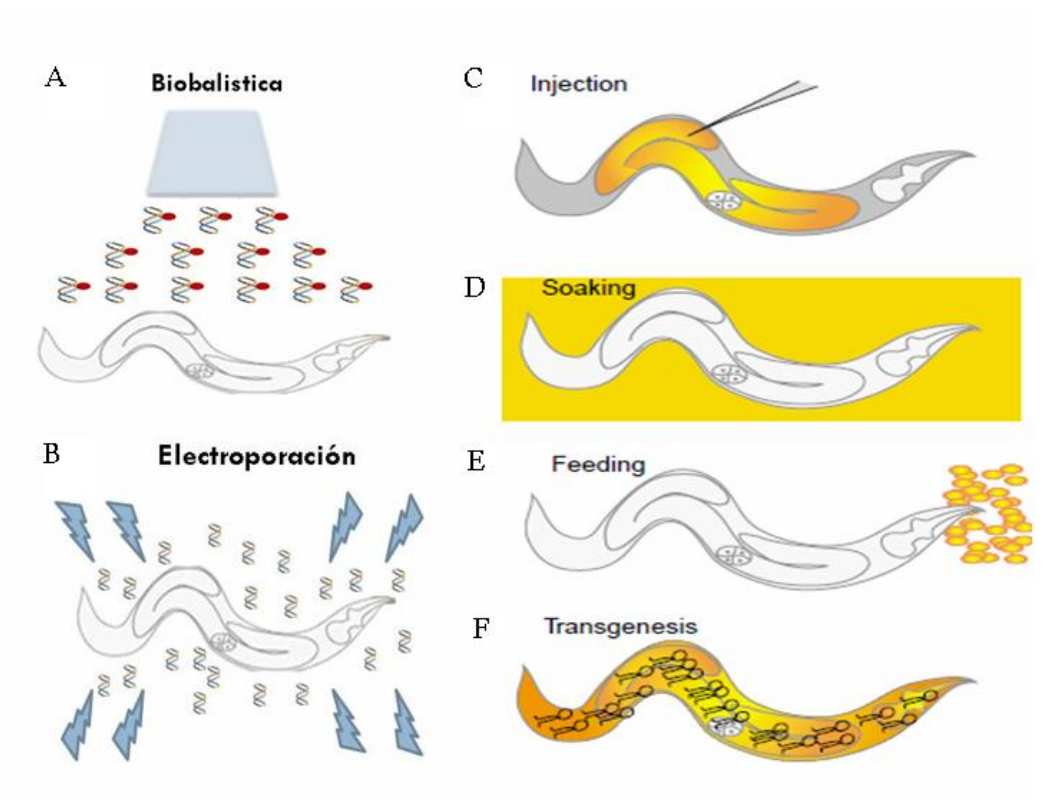 A
Biobalistica
B
Electroporación
C
Injection
D
Soaking
E
Feeding
F
Transgenesis